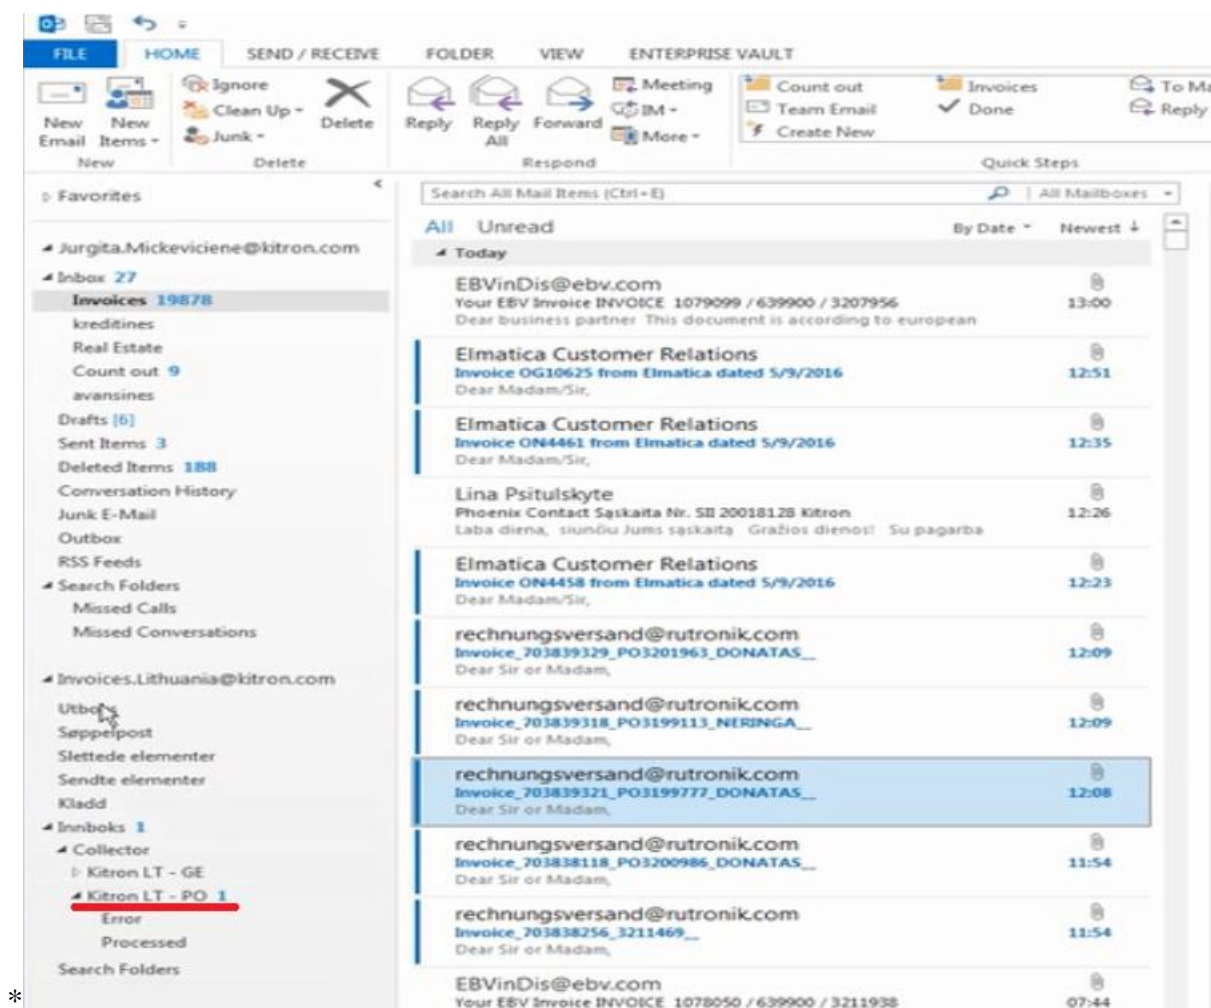 FILE HOME SEND / RECEIVE FOLDER VIEW ENTERPRISE VAULT
New Email
New Items
Ignore
Clean Up
Junk
Delete
Reply
Reply All
Forward
Meeting
IM
More
Count out
Team Email
Create New
Invoices
Done
To Ma
Reply
New Delete Respond Quick Steps
Favorites
Jurgita.Mickeviciene@kitron.com
Inbox 27
Invoices 19878
kreditines
Real Estate
Count out 9
avansines
Drafts [6]
Sent Items 3
Deleted Items 188
Conversation History
Junk E-Mail
Outbox
RSS Feeds
Search Folders
Missed Calls
Missed Conversations
Invoices.Lithuania@kitron.com
Utboks
Søppelpost
Slettede elementer
Sendte elementer
Kladd
Innboks 1
Collector
Kitron LT - GE
Kitron LT - PO 1
Error
Processed
Search Folders
Search All Mail Items (Ctrl+E) All Mailboxes
All Unread By Date Newest ↓
Today
EBVinDis@ebv.com
Your EBV Invoice INVOICE 1079099 / 639900 / 3207956 13:00
Dear business partner This document is according to european
Elmatica Customer Relations
Invoice OG10625 from Elmatica dated 5/9/2016 12:51
Dear Madam/Sir,
Elmatica Customer Relations
Invoice ON4461 from Elmatica dated 5/9/2016 12:35
Dear Madam/Sir,
Lina Psitulskyte
Phoenix Contact Sąskaita Nr. SII 20018128 Kitron 12:26
Laba diena, siunčiu Jums sąskaitą Gražios dienos! Su pagarba
Elmatica Customer Relations
Invoice ON4458 from Elmatica dated 5/9/2016 12:23
Dear Madam/Sir,
rechnungsversand@rutronik.com
Invoice_703839329_PO3201963_DONATAS__ 12:09
Dear Sir or Madam,
rechnungsversand@rutronik.com
Invoice_703839318_PO3199113_NERINGA__ 12:09
Dear Sir or Madam,
rechnungsversand@rutronik.com
Invoice_703839321_PO3199777_DONATAS__ 12:08
Dear Sir or Madam,
rechnungsversand@rutronik.com
Invoice_703838118_PO3200986_DONATAS__ 11:54
Dear Sir or Madam,
rechnungsversand@rutronik.com
Invoice_703838256_3211469__ 11:54
Dear Sir or Madam,
EBVinDis@ebv.com
Your EBV Invoice INVOICE 1078050 / 639900 / 3211938 07:44
*